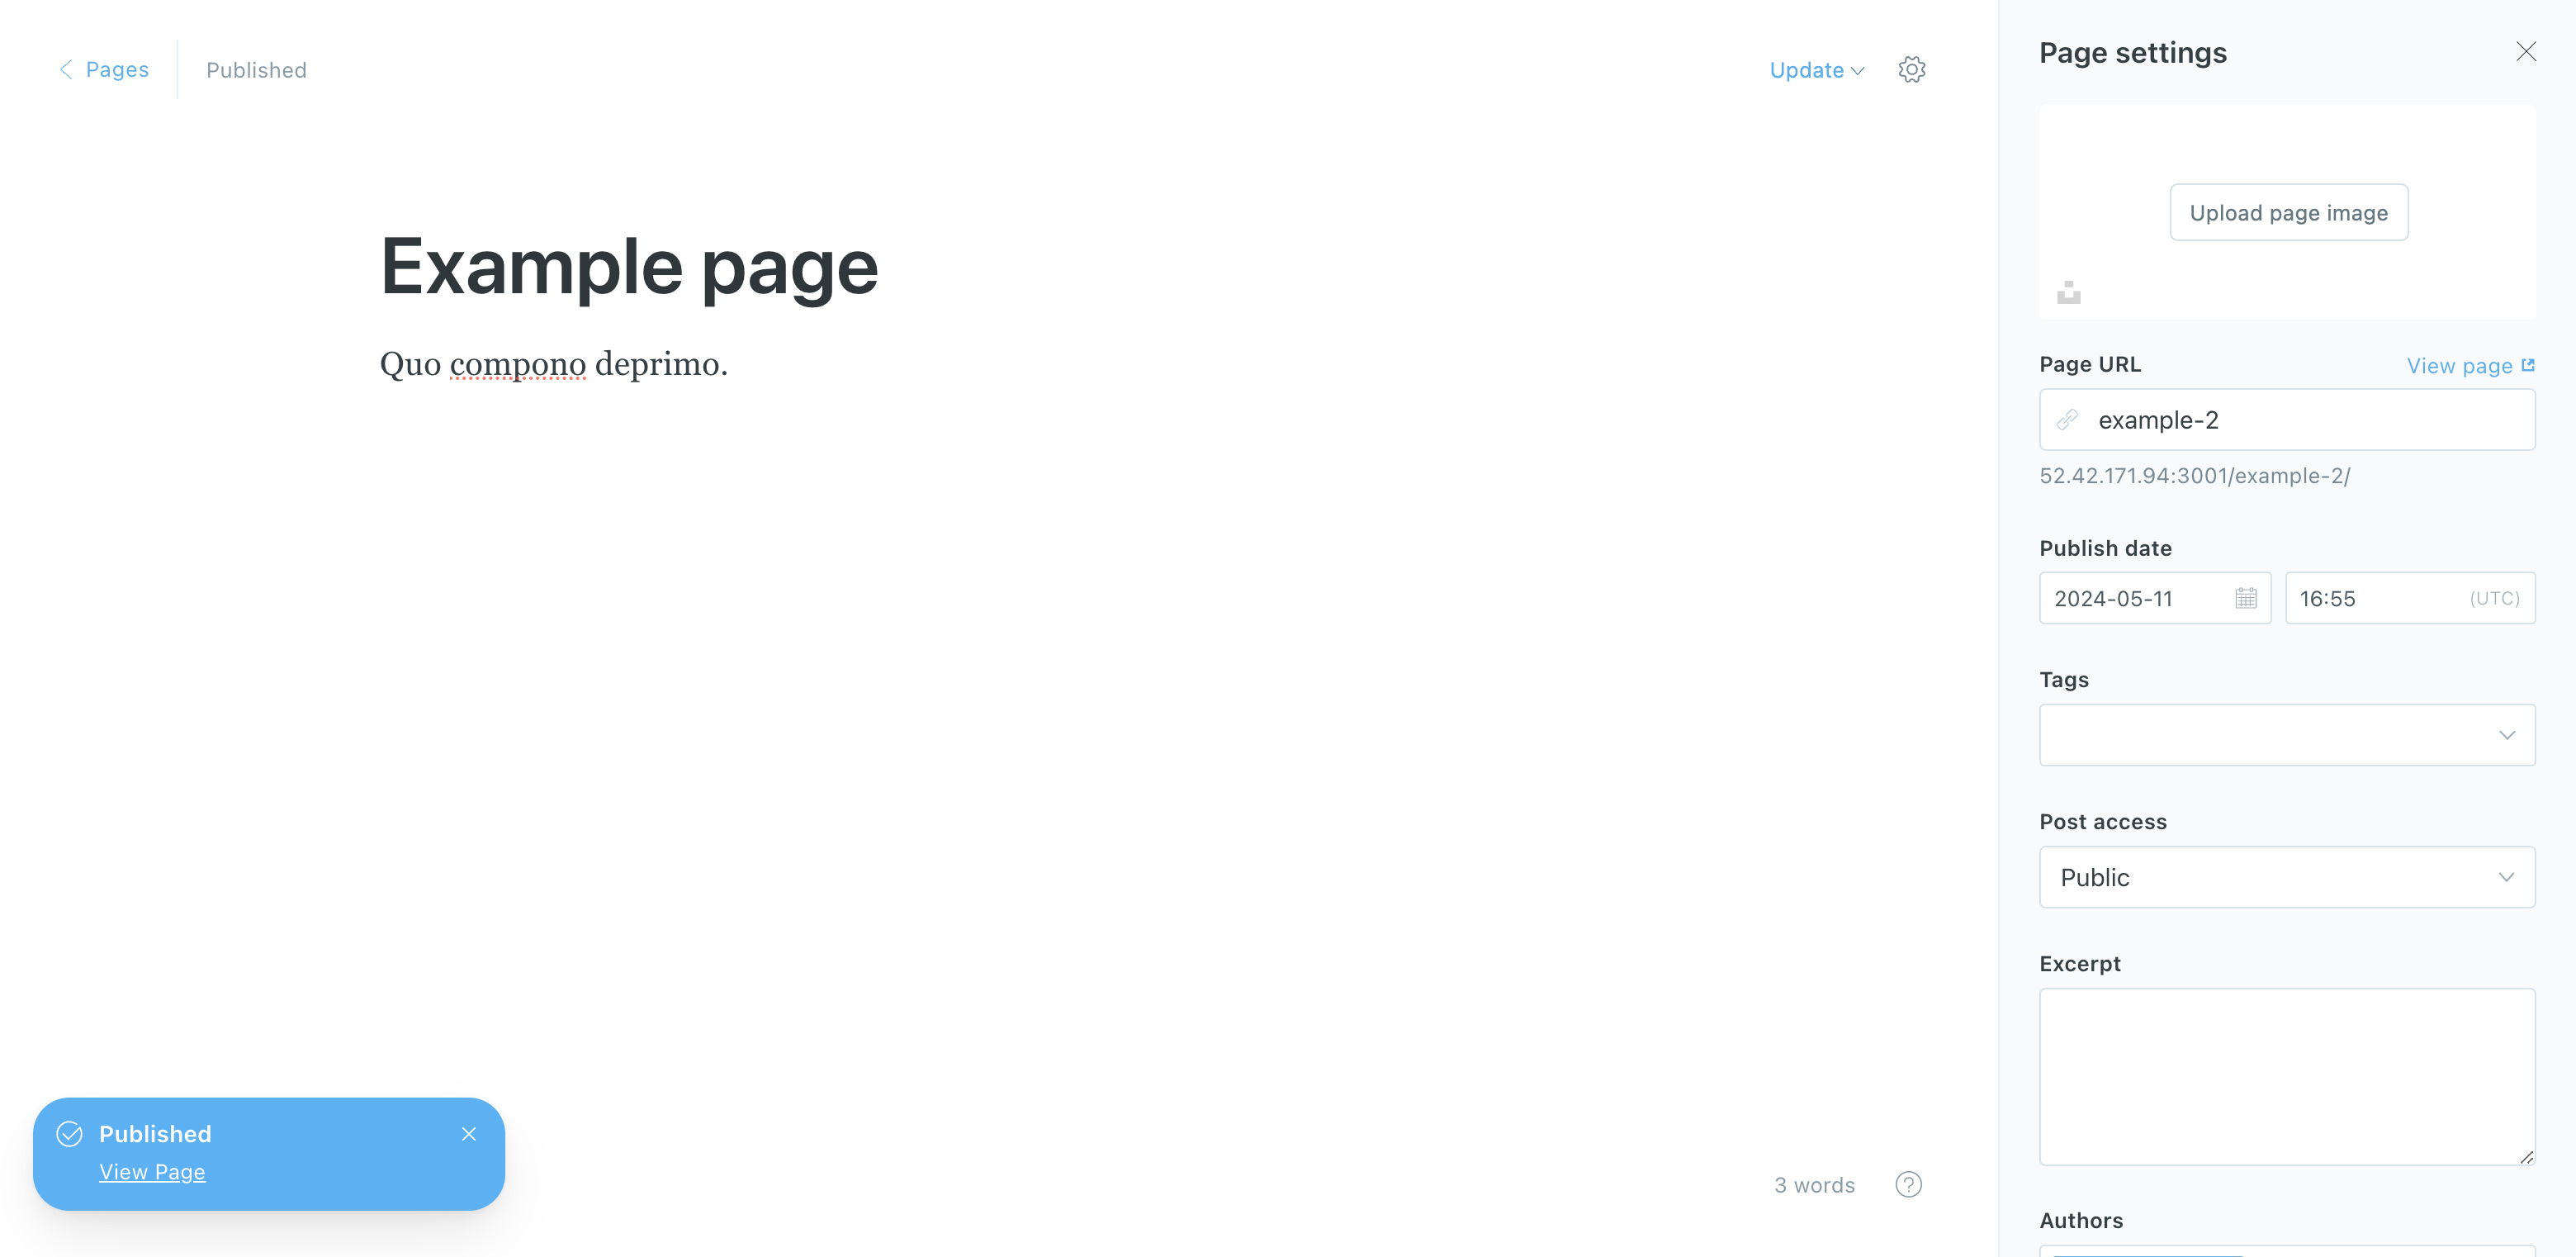 Pages
Published
Update
Example page
Quo compono deprimo.
Published
View Page
3 words
Page settings
Upload page image
Page URL
View page
example-2
52.42.171.94:3001/example-2/
Publish date
2024-05-11
16:55
(UTC)
Tags
Post access
Public
Excerpt
Authors